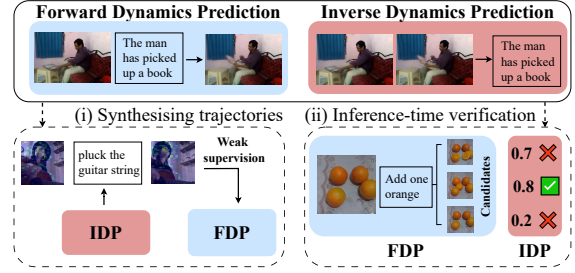 Forward Dynamics Prediction
Inverse Dynamics Prediction
The man
has picked
up a book
The man
has picked
up a book
(i) Synthesising trajectories
(ii) Inference-time verification
pluck the
guitar string
Weak
supervision
IDP
FDP
Add one
orange
Candidates
0.7
0.8
0.2
FDP
IDP